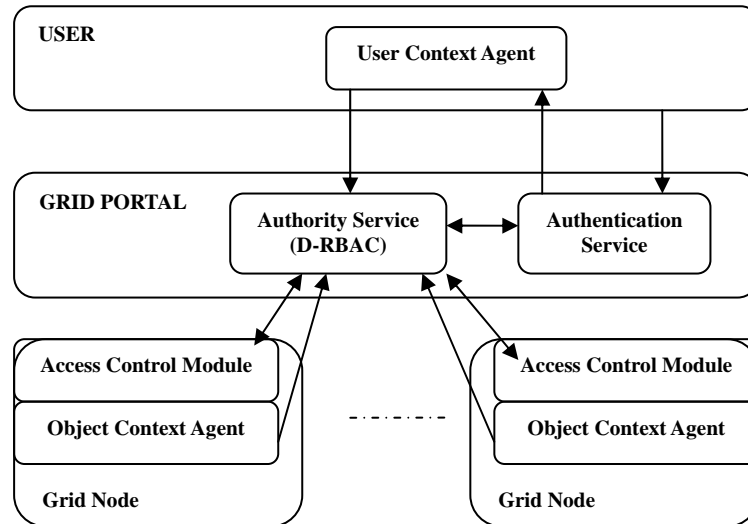 USER
User Context Agent
GRID PORTAL
Authority Service
(D-RBAC)
Authentication
Service
Access Control Module
Object Context Agent
Grid Node
Access Control Module
Object Context Agent
Grid Node